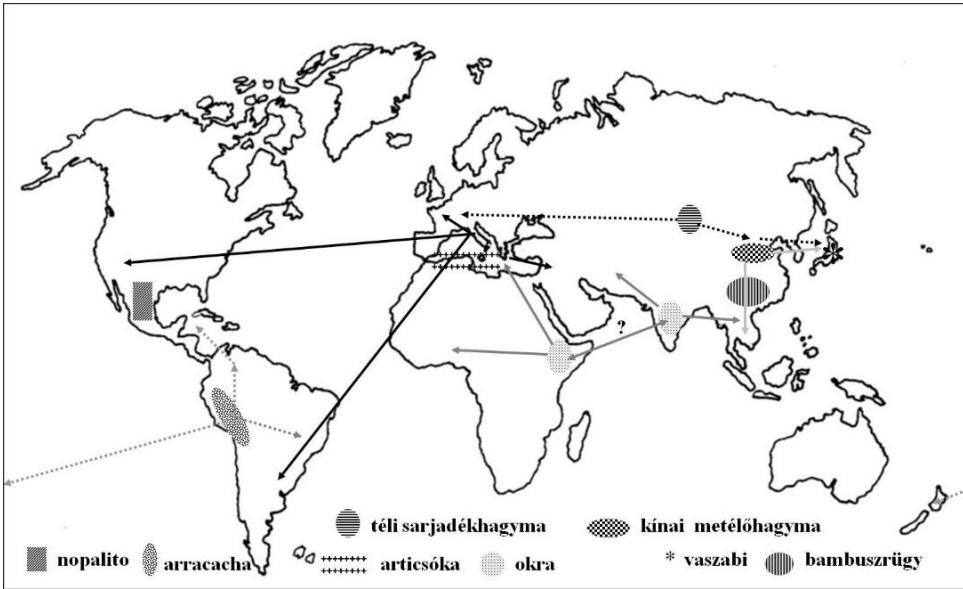 ?
téli sarjadékhagyma kínai metélőhagyma
nopalito arracacha articsóka okra * vaszabi bambuszrügy